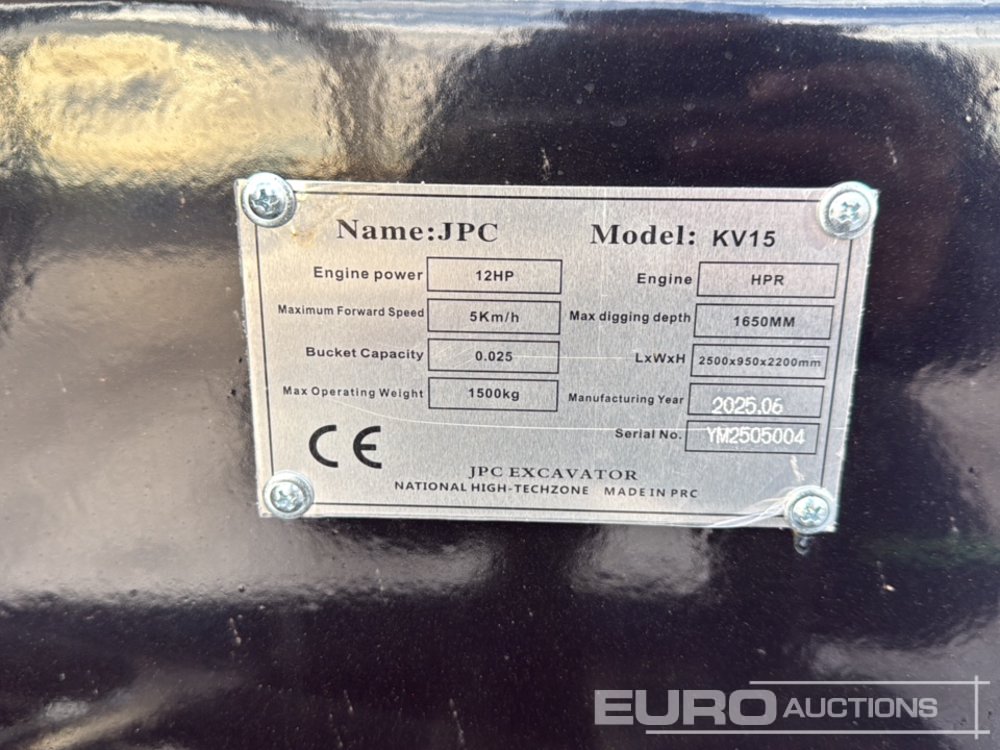 Name:JPC Model: KV15
Engine power 12HP Engine HPR
Maximum Forward Speed 5Km/h Max digging depth 1650MM
Bucket Capacity 0.025 LxWxH 2500x950x2200mm
Max Operating Weight 1500kg Manufacturing Year 2025.06
Serial No. YM2505004
CE
JPC EXCAVATOR
NATIONAL HIGH-TECHZONE MADE IN PRC
EURO AUCTIONS